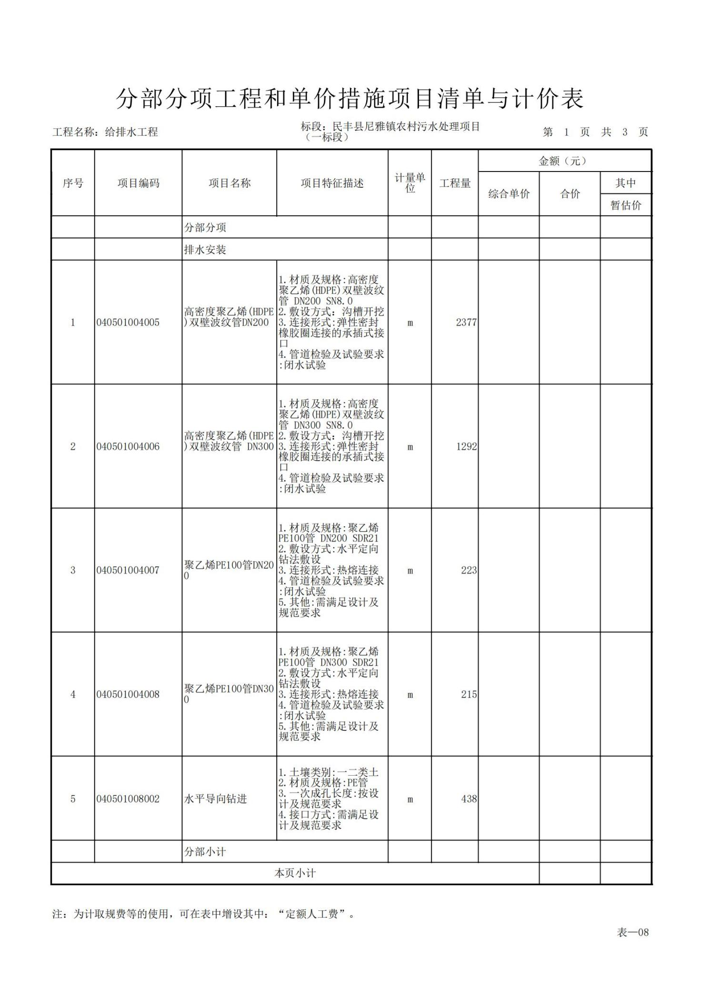 分部分项工程和单价措施项目清单与计价表
工程名称：给排水工程
标段：民丰县尼雅镇农村污水处理项目
（一标段）
第 1 页 共 3 页
序号
项目编码
项目名称
项目特征描述
计量单
位
工程量
金额（元）
综合单价
合价
其中
暂估价
分部分项
排水安装
1
040501004005
高密度聚乙烯(HDPE
)双壁波纹管DN200
1.材质及规格:高密度
聚乙烯(HDPE)双壁波纹
管 DN200 SN8.0
2.敷设方式：沟槽开挖
3.连接形式:弹性密封
橡胶圈连接的承插式接
口
4.管道检验及试验要求
:闭水试验
m
2377
2
040501004006
高密度聚乙烯(HDPE
)双壁波纹管 DN300
1.材质及规格:高密度
聚乙烯(HDPE)双壁波纹
管 DN300 SN8.0
2.敷设方式：沟槽开挖
3.连接形式:弹性密封
橡胶圈连接的承插式接
口
4.管道检验及试验要求
:闭水试验
m
1292
3
040501004007
聚乙烯PE100管DN20
0
1.材质及规格:聚乙烯
PE100管 DN200 SDR21
2.敷设方式:水平定向
钻法敷设
3.连接形式:热熔连接
4.管道检验及试验要求
:闭水试验
5.其他:需满足设计及
规范要求
m
223
4
040501004008
聚乙烯PE100管DN30
0
1.材质及规格:聚乙烯
PE100管 DN300 SDR21
2.敷设方式:水平定向
钻法敷设
3.连接形式:热熔连接
4.管道检验及试验要求
:闭水试验
5.其他:需满足设计及
规范要求
m
215
5
040501008002
水平导向钻进
1.土壤类别:一二类土
2.材质及规格:PE管
3.一次成孔长度:按设
计及规范要求
4.接口方式:需满足设
计及规范要求
m
438
分部小计
本页小计
注：为计取规费等的使用，可在表中增设其中：“定额人工费”。
表—08